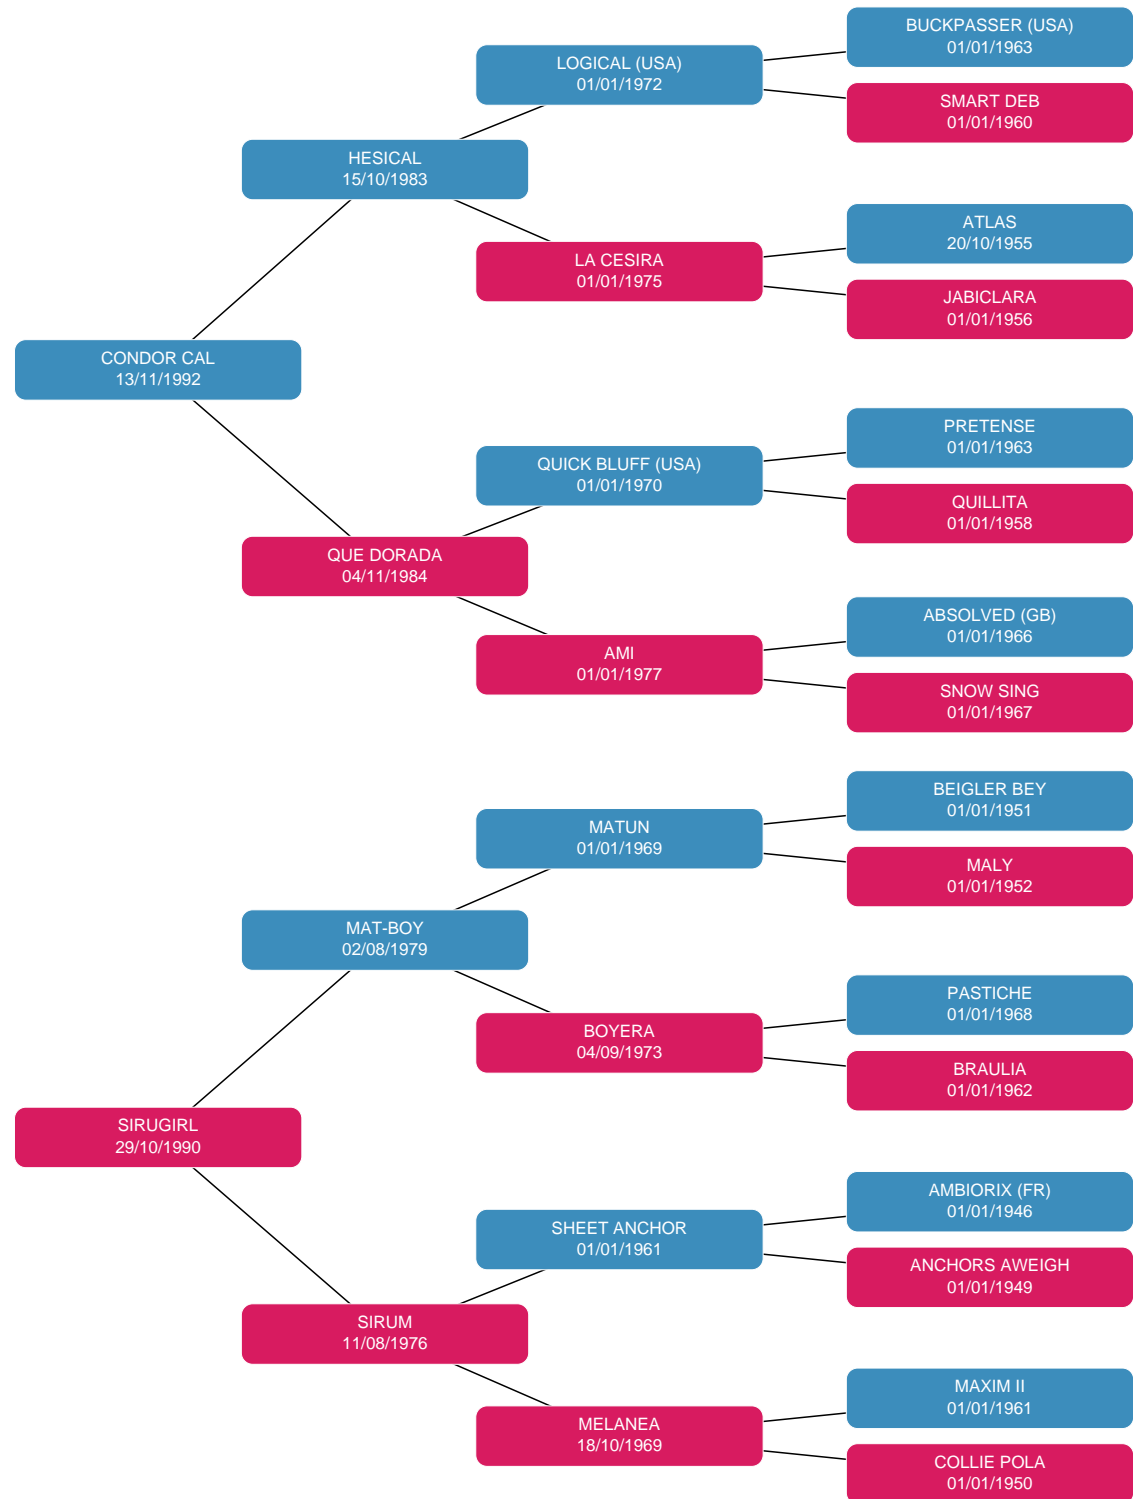 BUCKPASSER (USA)
01/01/1963
LOGICAL (USA)
01/01/1972
SMART DEB
01/01/1960
HESICAL
15/10/1983
ATLAS
20/10/1955
LA CESIRA
01/01/1975
JABICLARA
01/01/1956
CONDOR CAL
13/11/1992
PRETENSE
01/01/1963
QUICK BLUFF (USA)
01/01/1970
QUILLITA
01/01/1958
QUE DORADA
04/11/1984
ABSOLVED (GB)
01/01/1966
AMI
01/01/1977
SNOW SING
01/01/1967
BEIGLER BEY
01/01/1951
MATUN
01/01/1969
MALY
01/01/1952
MAT-BOY
02/08/1979
PASTICHE
01/01/1968
BOYERA
04/09/1973
BRAULIA
01/01/1962
SIRUGIRL
29/10/1990
AMBIORIX (FR)
01/01/1946
SHEET ANCHOR
01/01/1961
ANCHORS AWEIGH
01/01/1949
SIRUM
11/08/1976
MAXIM II
01/01/1961
MELANEA
18/10/1969
COLLIE POLA
01/01/1950